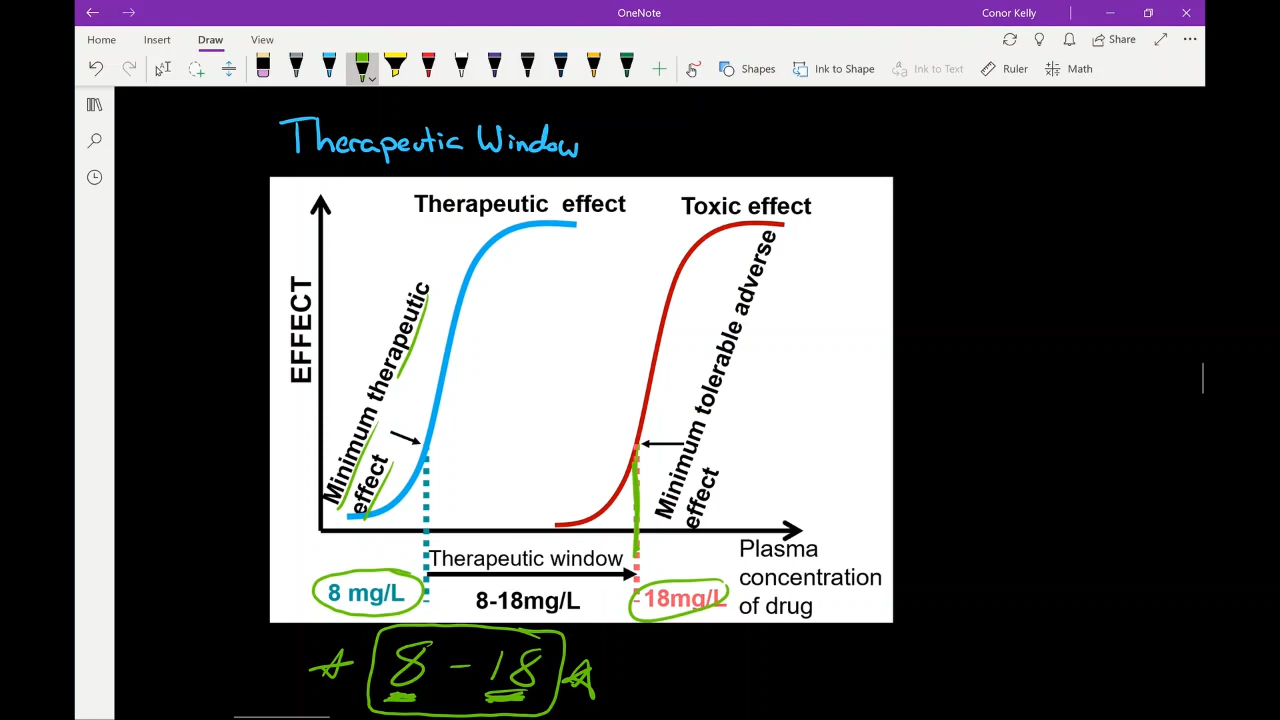 OneNote
Conor Kelly
Home Insert Draw View
Share
Shapes
Ink to Shape
Ink to Text
Ruler
Math
Therapeutic Window
Therapeutic effect
Toxic effect
EFFECT
Minimum therapeutic
effect
Minimum tolerable adverse
effect
Therapeutic window
Plasma
concentration
of drug
8 mg/L
8-18mg/L
18mg/L
8 - 18